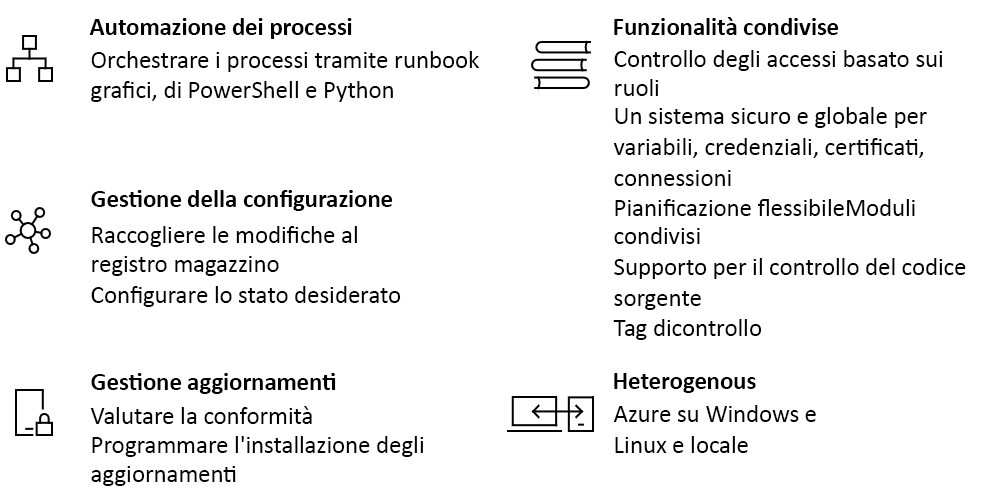 Automazione dei processi
Orchestrare i processi tramite runbook
grafici, di PowerShell e Python
Gestione della configurazione
Raccogliere le modifiche al
registro magazzino
Configurare lo stato desiderato
Gestione aggiornamenti
Valutare la conformità
Programmare l'installazione degli
aggiornamenti
Funzionalità condivise
Controllo degli accessi basato sui
ruoli
Un sistema sicuro e globale per
variabili, credenziali, certificati,
connessioni
Pianificazione flessibileModuli
condivisi
Supporto per il controllo del codice
sorgente
Tag dicontrollo
Heterogenous
Azure su Windows e
Linux e locale